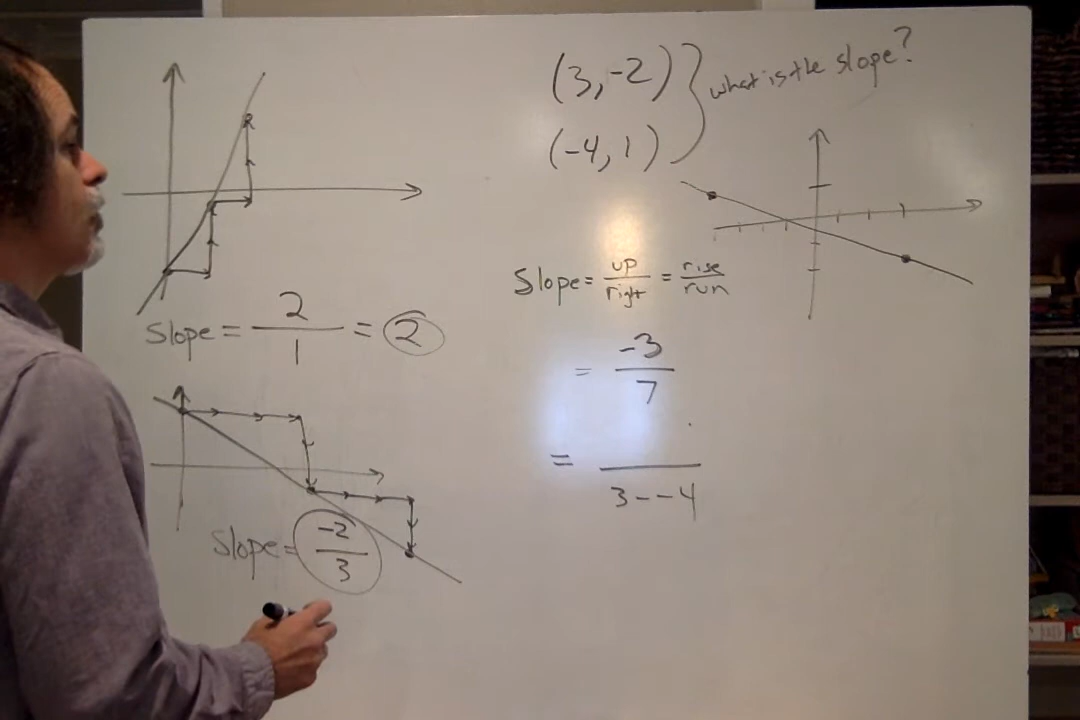 (3,-2)
(-4,1)
what is the slope?
Slope = 2/1 = 2
Slope = up/right = rise/run
= -3/7
= 3--4
Slope = -2/3